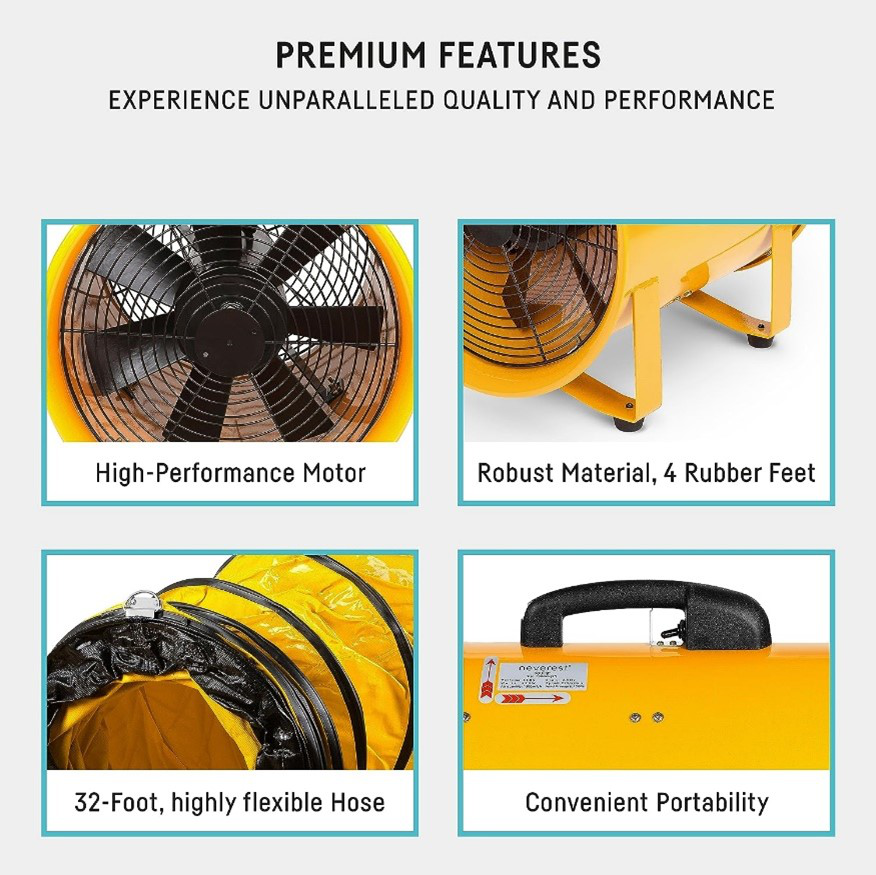 PREMIUM FEATURES
EXPERIENCE UNPARALLELED QUALITY AND PERFORMANCE
High-Performance Motor
Robust Material, 4 Rubber Feet
neverest
32-Foot, highly flexible Hose
Convenient Portability